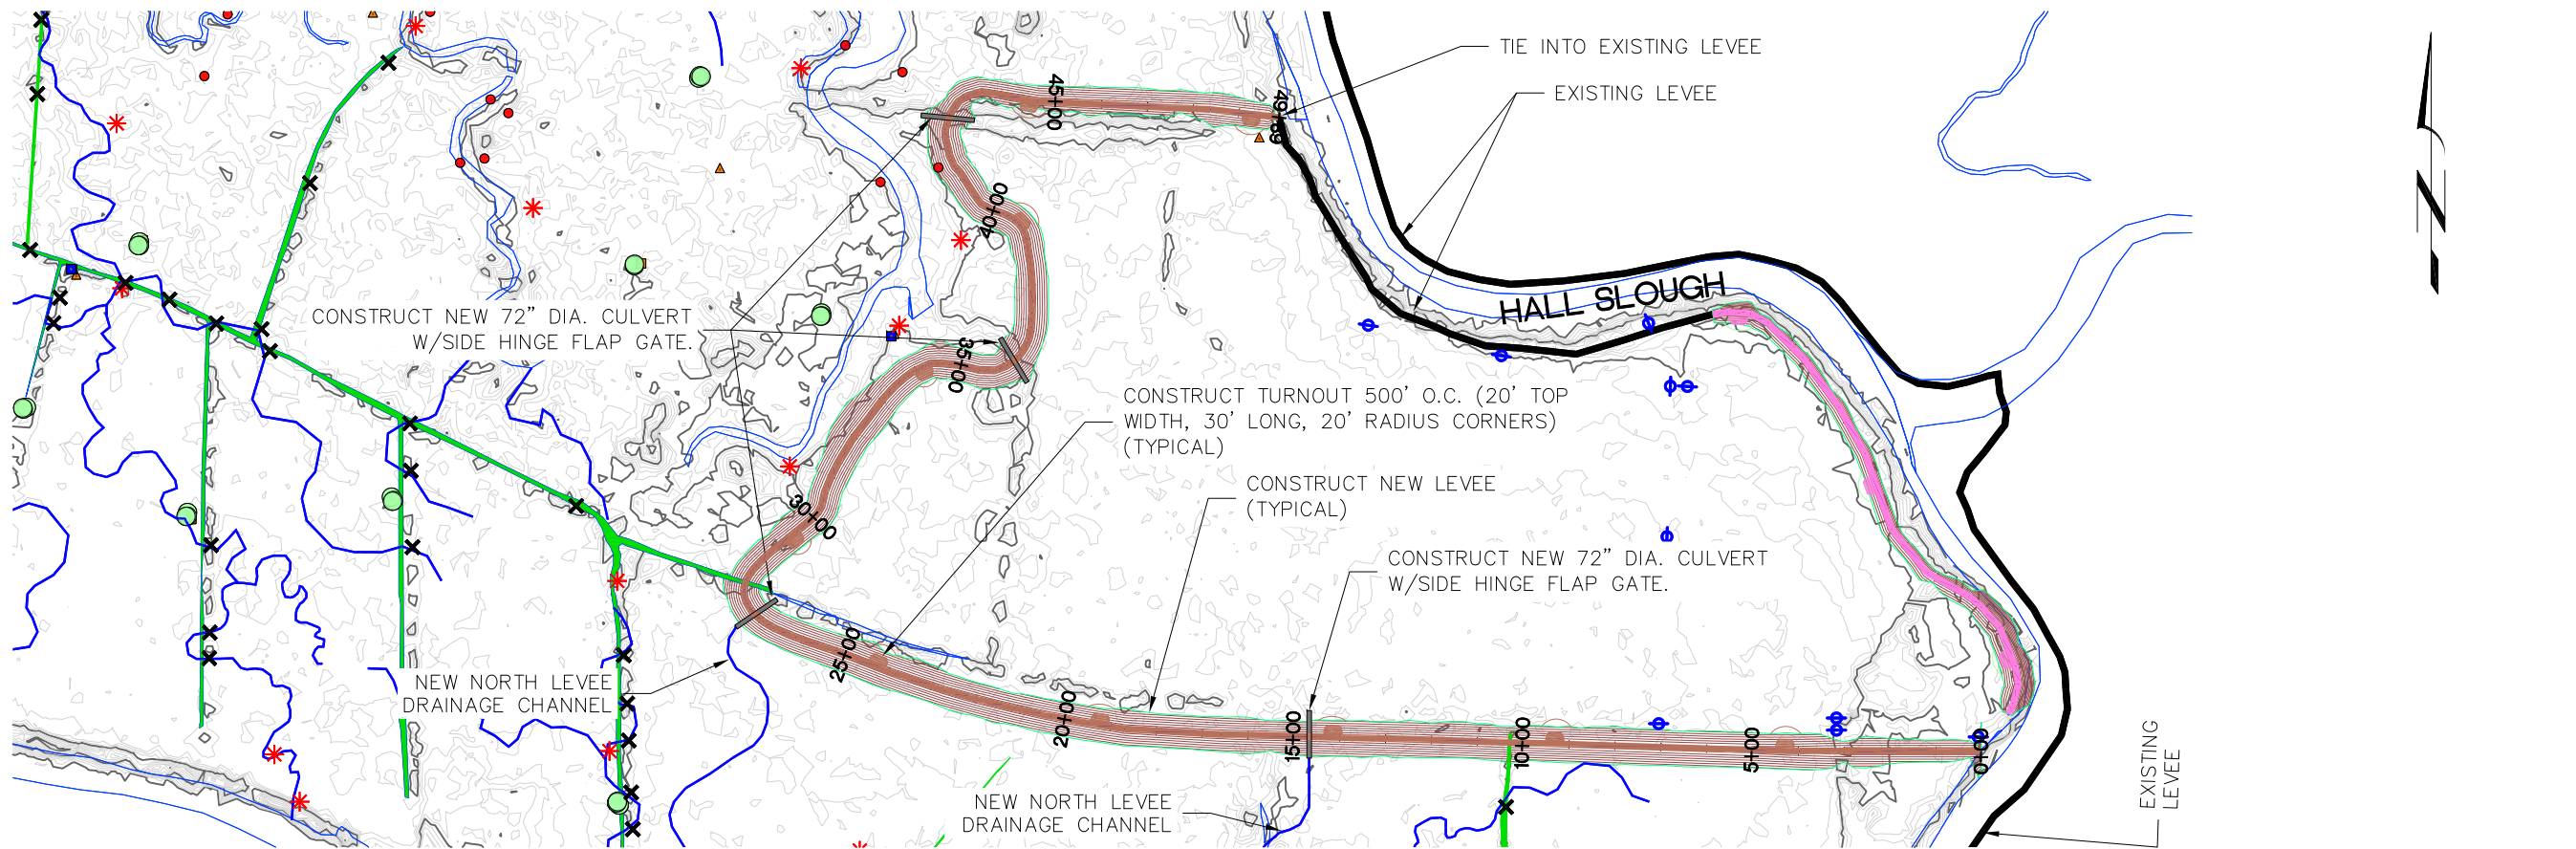 TIE INTO EXISTING LEVEE
EXISTING LEVEE
45+00
49+69
40+00
HALL SLOUGH
CONSTRUCT NEW 72" DIA. CULVERT
W/SIDE HINGE FLAP GATE.
35+00
CONSTRUCT TURNOUT 500' O.C. (20' TOP
WIDTH, 30' LONG, 20' RADIUS CORNERS)
(TYPICAL)
CONSTRUCT NEW LEVEE
(TYPICAL)
30+00
CONSTRUCT NEW 72" DIA. CULVERT
W/SIDE HINGE FLAP GATE.
25+00
NEW NORTH LEVEE
DRAINAGE CHANNEL
20+00
15+00
10+00
5+00
0+00
EXISTING
LEVEE
NEW NORTH LEVEE
DRAINAGE CHANNEL
N